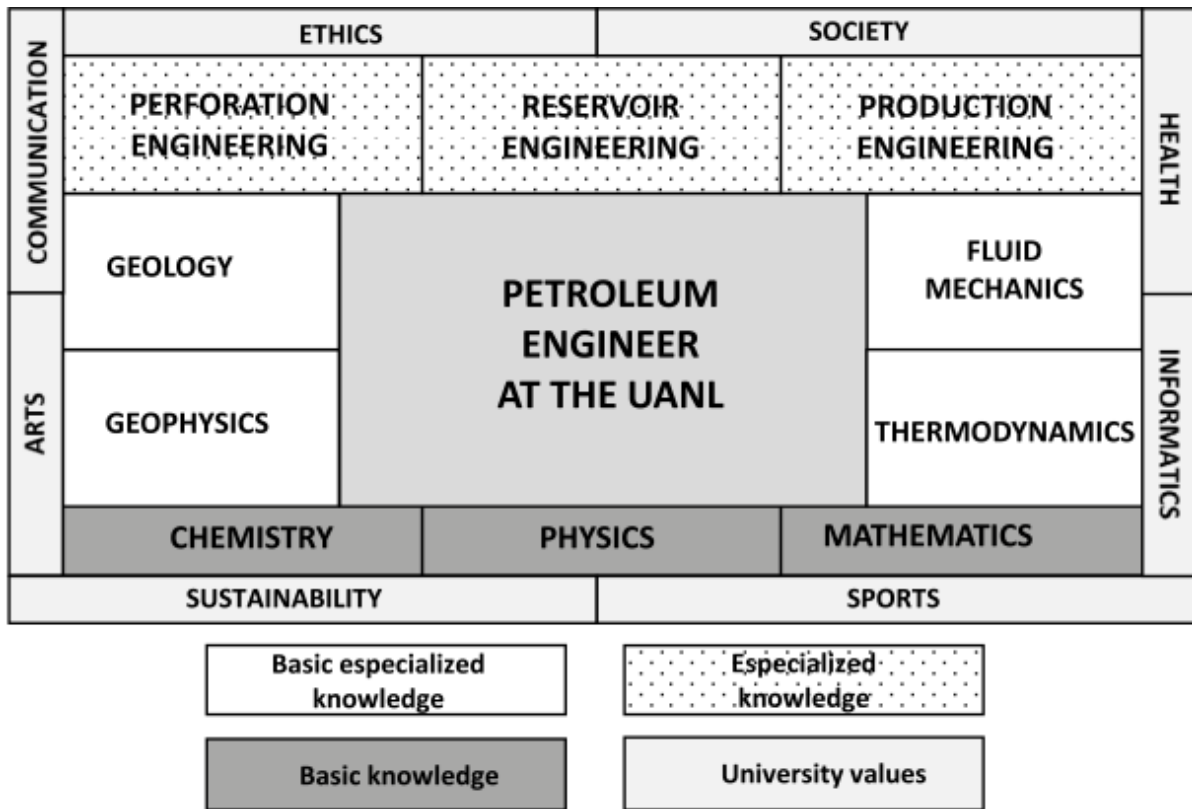 ETHICS
SOCIETY
COMMUNICATION
PERFORATION
ENGINEERING
RESERVOIR
ENGINEERING
PRODUCTION
ENGINEERING
HEALTH
GEOLOGY
PETROLEUM
ENGINEER
AT THE UANL
FLUID
MECHANICS
ARTS
GEOPHYSICS
THERMODYNAMICS
INFORMATICS
CHEMISTRY
PHYSICS
MATHEMATICS
SUSTAINABILITY
SPORTS
Basic especialized
knowledge
Especialized
knowledge
Basic knowledge
University values